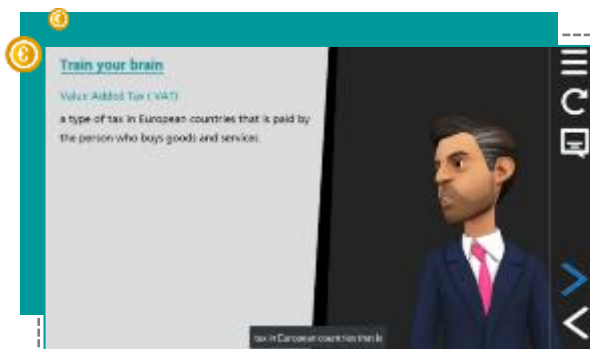 Train your brain
Value Added Tax ( VAT)
a type of tax in European countries that is paid by
the person who buys goods and services.
tax in European countries that is